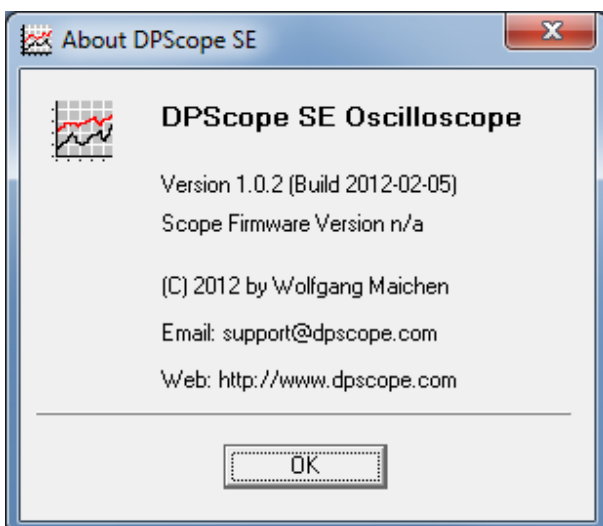 About DPScope SE
DPScope SE Oscilloscope
Version 1.0.2 (Build 2012-02-05)
Scope Firmware Version n/a
(C) 2012 by Wolfgang Maichen
Email: support@dpscope.com
Web: http://www.dpscope.com
OK